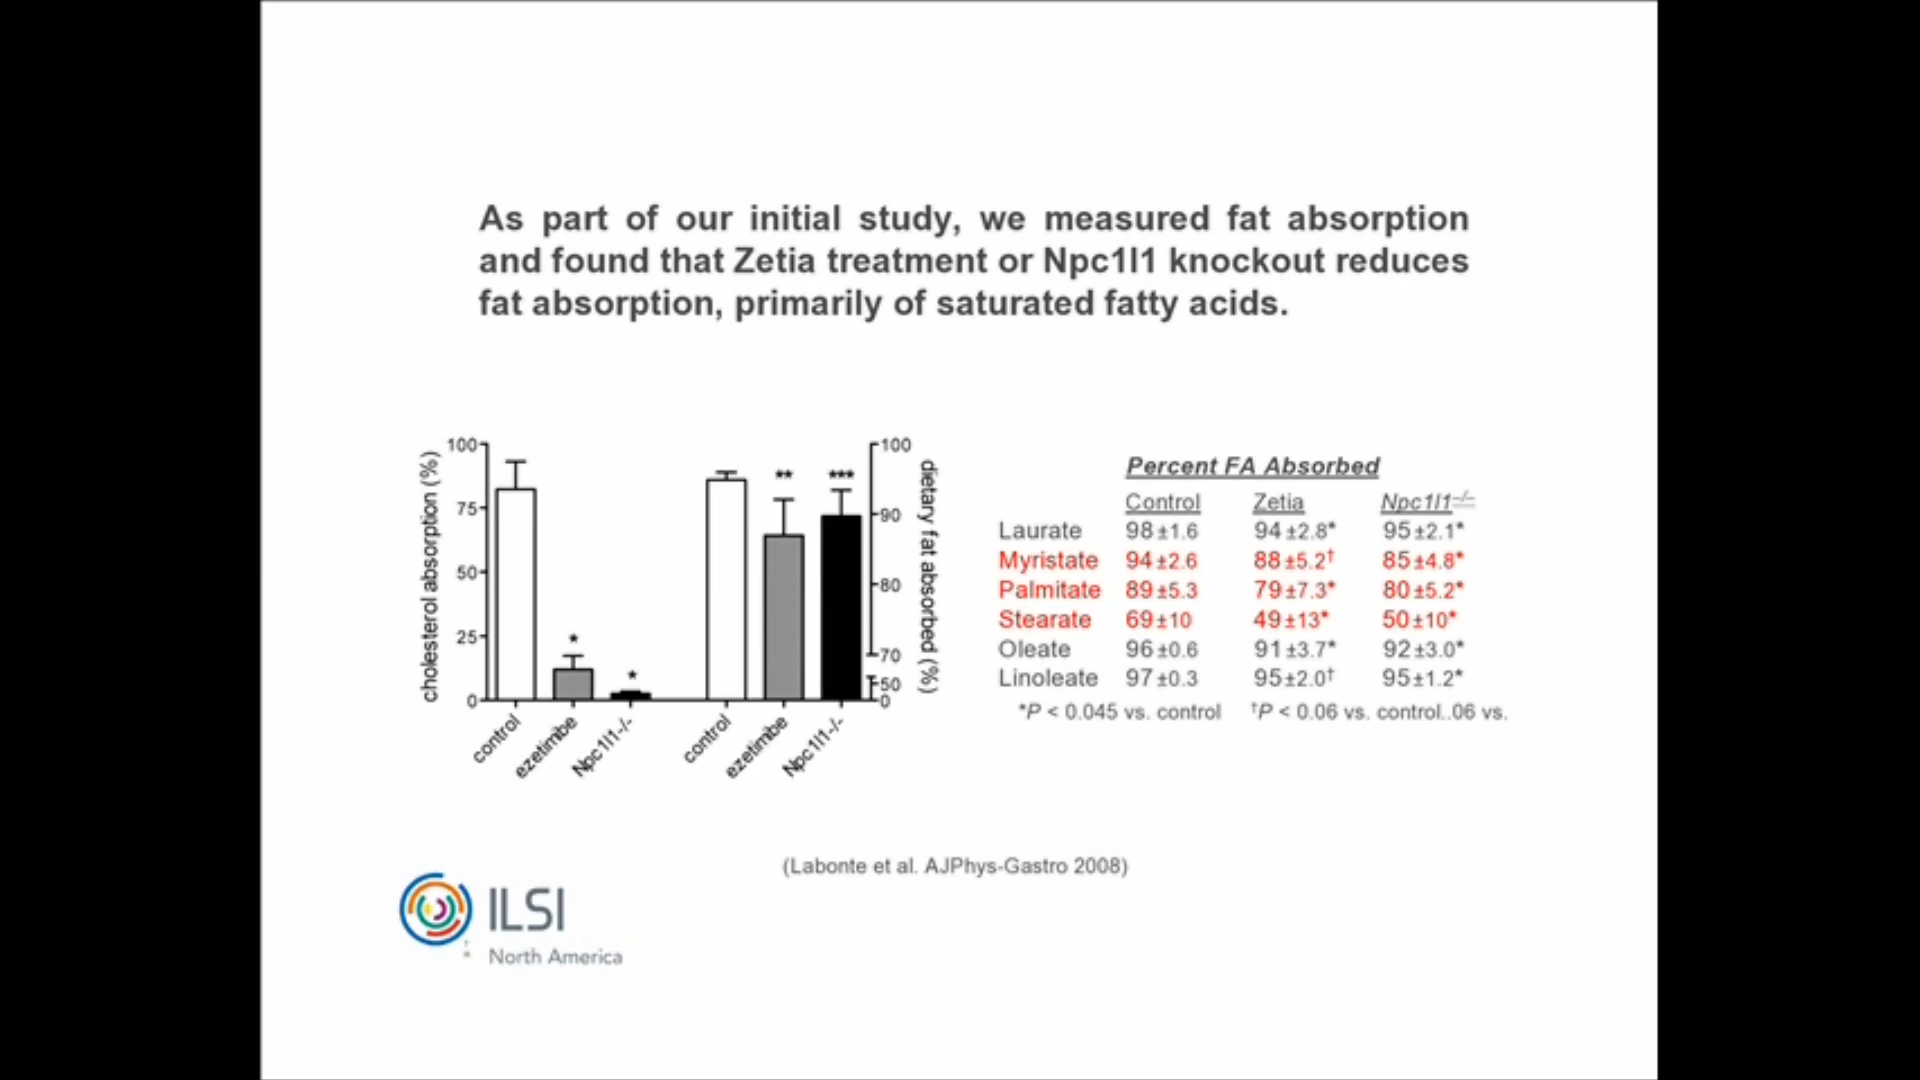 As part of our initial study, we measured fat absorption
and found that Zetia treatment or Npc1l1 knockout reduces
fat absorption, primarily of saturated fatty acids.
cholesterol absorption (%)
100
75
50
25
0
*
*
control
ezetimibe
Npc1l1-/-
**
***
control
ezetimibe
Npc1l1-/-
100
90
80
70
50
0
dietary fat absorbed (%)
Percent FA Absorbed
Control Zetia Npc1l1-/-
Laurate 98±1.6 94±2.8* 95±2.1*
Myristate 94±2.6 88±5.2† 85±4.8*
Palmitate 89±5.3 79±7.3* 80±5.2*
Stearate 69±10 49±13* 50±10*
Oleate 96±0.6 91±3.7* 92±3.0*
Linoleate 97±0.3 95±2.0† 95±1.2*
*P < 0.045 vs. control †P < 0.06 vs. control..06 vs.
(Labonte et al. AJPhys-Gastro 2008)
ILSI
North America